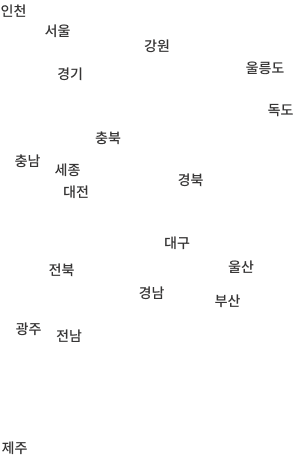 인천
서울
강원
울릉도
경기
독도
충북
충남
세종
경북
대전
대구
울산
전북
경남
부산
광주
전남
제주